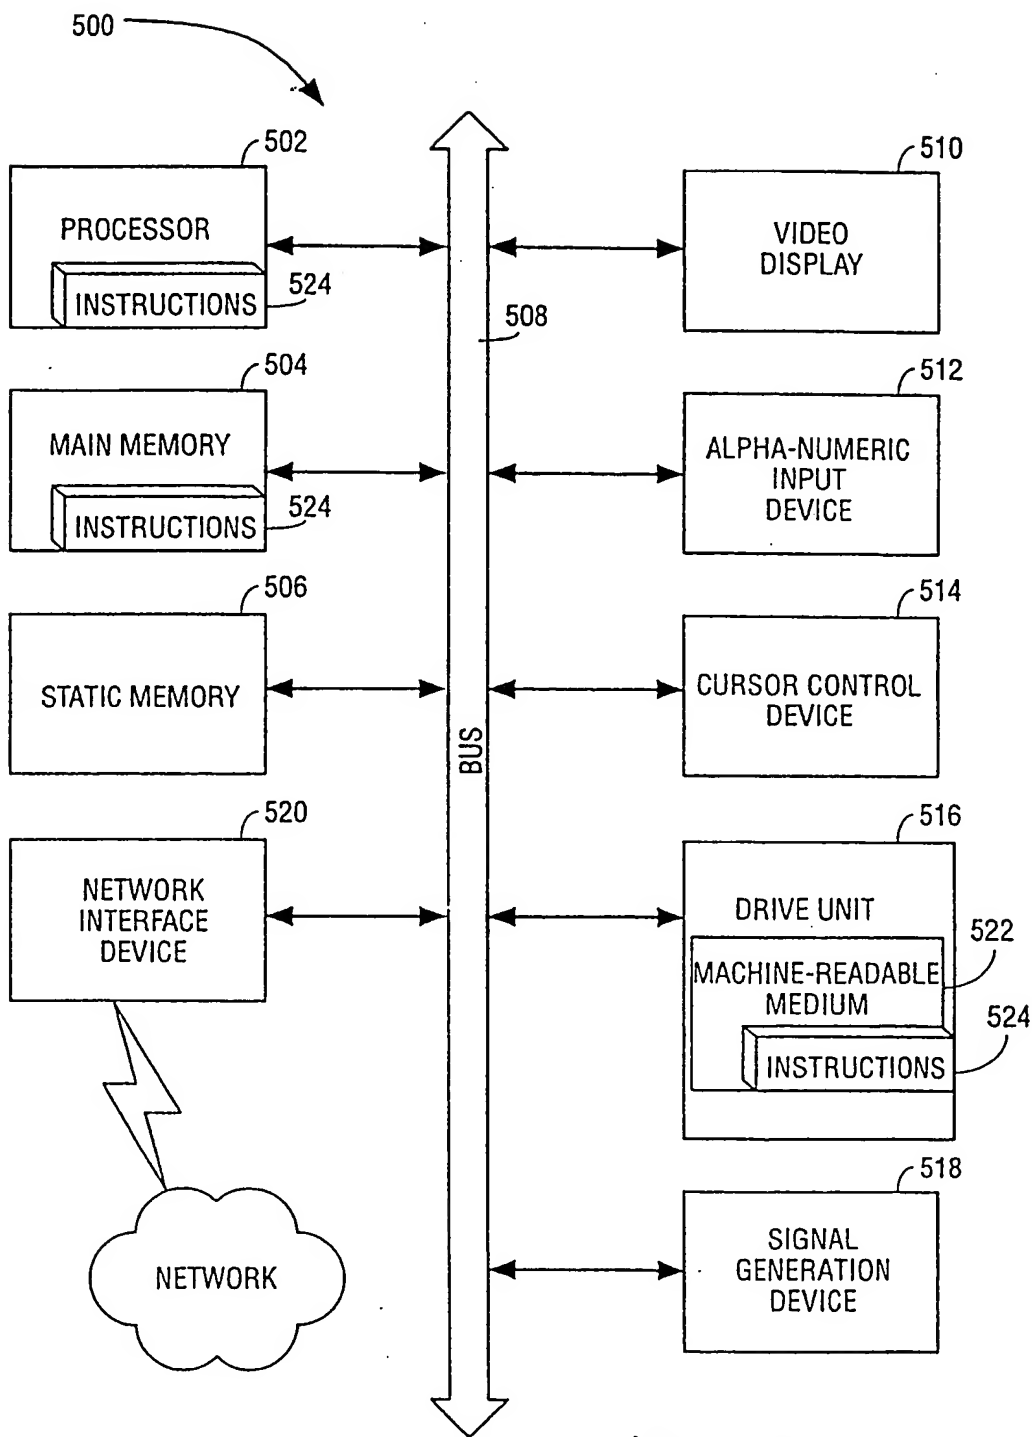 500
502
PROCESSOR
INSTRUCTIONS
524
504
MAIN MEMORY
INSTRUCTIONS
524
506
STATIC MEMORY
520
NETWORK
INTERFACE
DEVICE
NETWORK
508
BUS
510
VIDEO
DISPLAY
512
ALPHA-NUMERIC
INPUT
DEVICE
514
CURSOR CONTROL
DEVICE
516
DRIVE UNIT
522
MACHINE-READABLE
MEDIUM
524
INSTRUCTIONS
518
SIGNAL
GENERATION
DEVICE